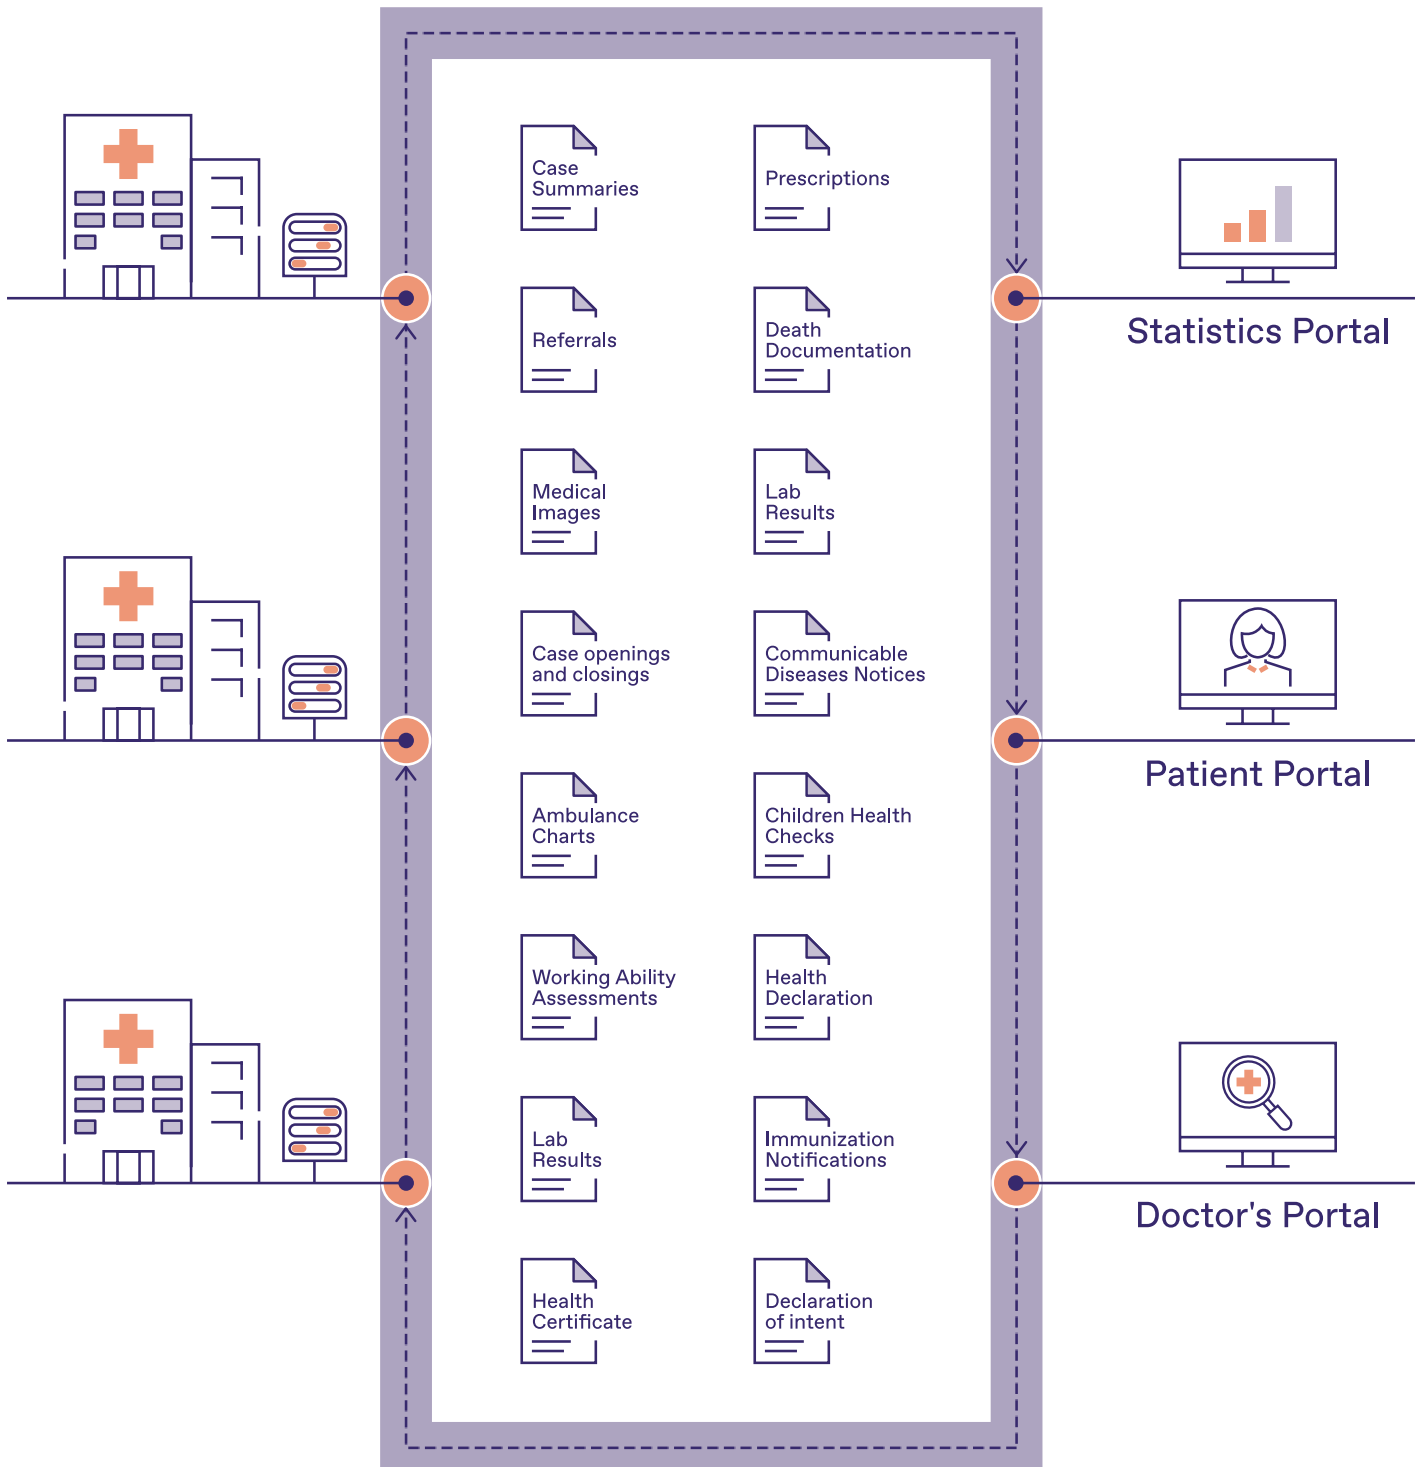 Case
Summaries
Prescriptions
Statistics Portal
Referrals
Death
Documentation
Medical
Images
Lab
Results
Case openings
and closings
Communicable
Diseases Notices
Patient Portal
Ambulance
Charts
Children Health
Checks
Working Ability
Assessments
Health
Declaration
Lab
Results
Immunization
Notifications
Doctor's Portal
Health
Certificate
Declaration
of intent